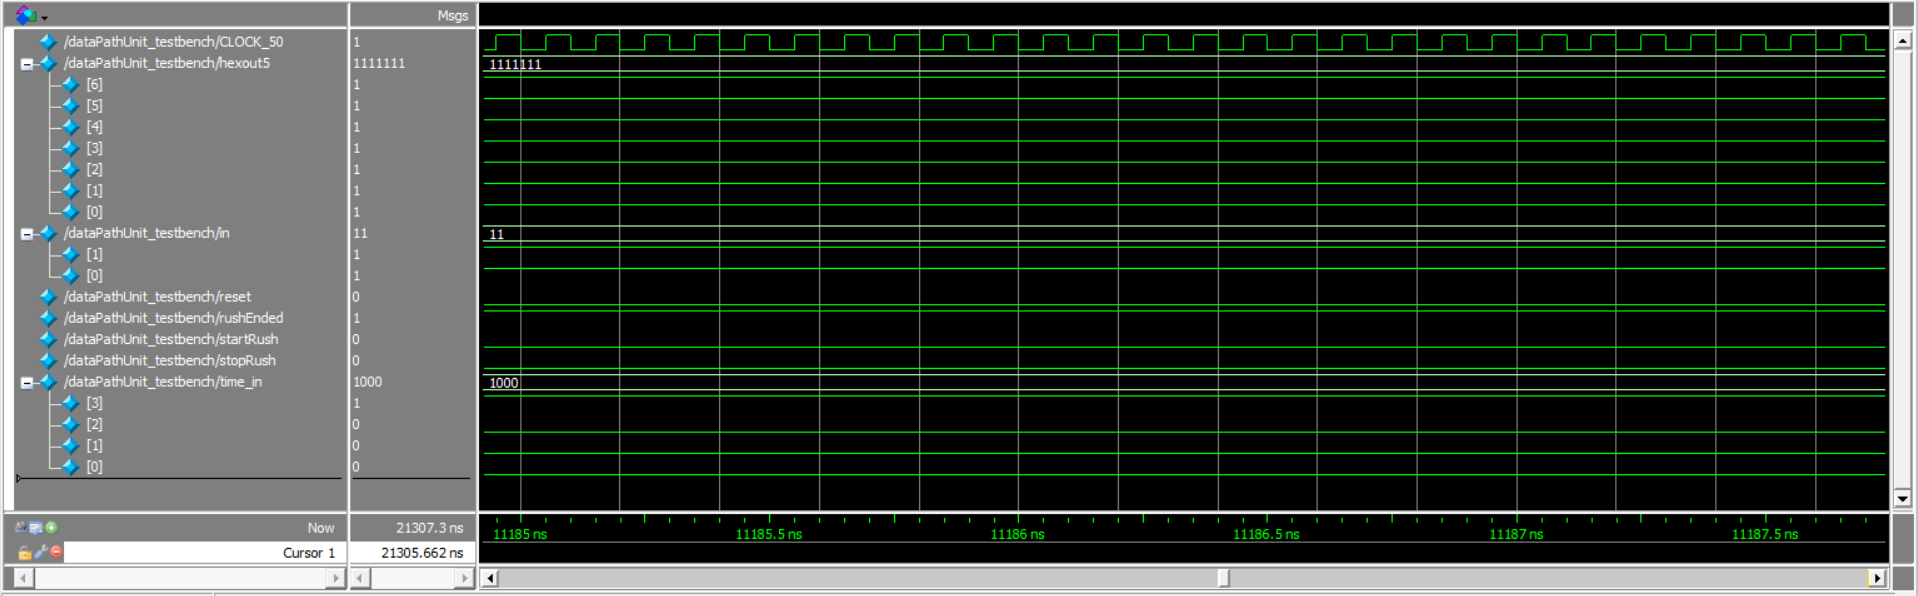 Msgs
/dataPathUnit_testbench/CLOCK_50 1
/dataPathUnit_testbench/hexout5 1111111 1111111
[6] 1
[5] 1
[4] 1
[3] 1
[2] 1
[1] 1
[0] 1
/dataPathUnit_testbench/in 11 11
[1] 1
[0] 1
/dataPathUnit_testbench/reset 0
/dataPathUnit_testbench/rushEnded 1
/dataPathUnit_testbench/startRush 0
/dataPathUnit_testbench/stopRush 0
/dataPathUnit_testbench/time_in 1000 1000
[3] 1
[2] 0
[1] 0
[0] 0
Now 21307.3 ns 11185 ns 11185.5 ns 11186 ns 11186.5 ns 11187 ns 11187.5 ns
Cursor 1 21305.662 ns